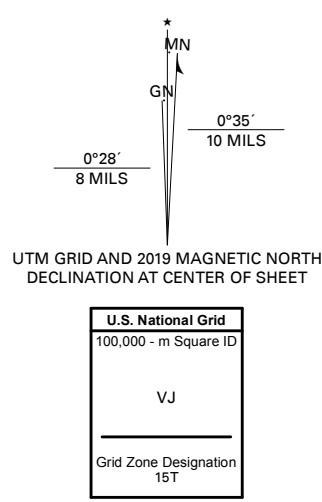 MN
GN
0°35´
10 MILS
0°28´
8 MILS
UTM GRID AND 2019 MAGNETIC NORTH
DECLINATION AT CENTER OF SHEET
U.S. National Grid
100,000 - m Square ID
VJ
Grid Zone Designation
15T